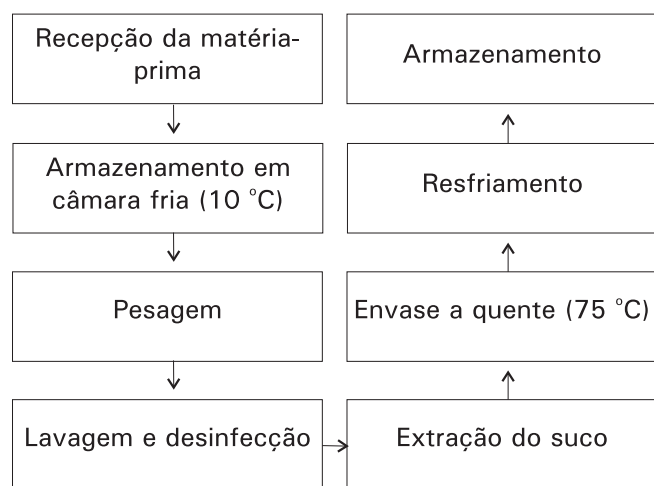 Recepção da matéria-
prima
Armazenamento em
câmara fria (10 °C)
Pesagem
Lavagem e desinfecção
Extração do suco
Envase a quente (75 °C)
Resfriamento
Armazenamento